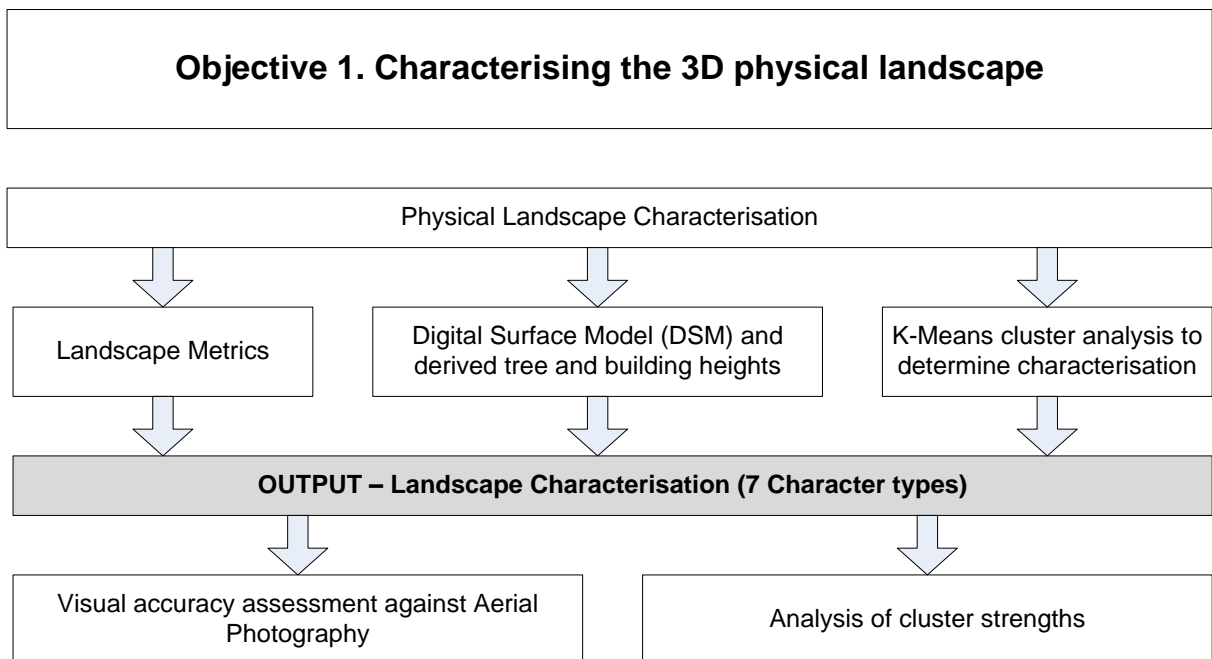 Objective 1. Characterising the 3D physical landscape
Physical Landscape Characterisation
Landscape Metrics
Digital Surface Model (DSM) and
derived tree and building heights
K-Means cluster analysis to
determine characterisation
OUTPUT – Landscape Characterisation (7 Character types)
Visual accuracy assessment against Aerial
Photography
Analysis of cluster strengths